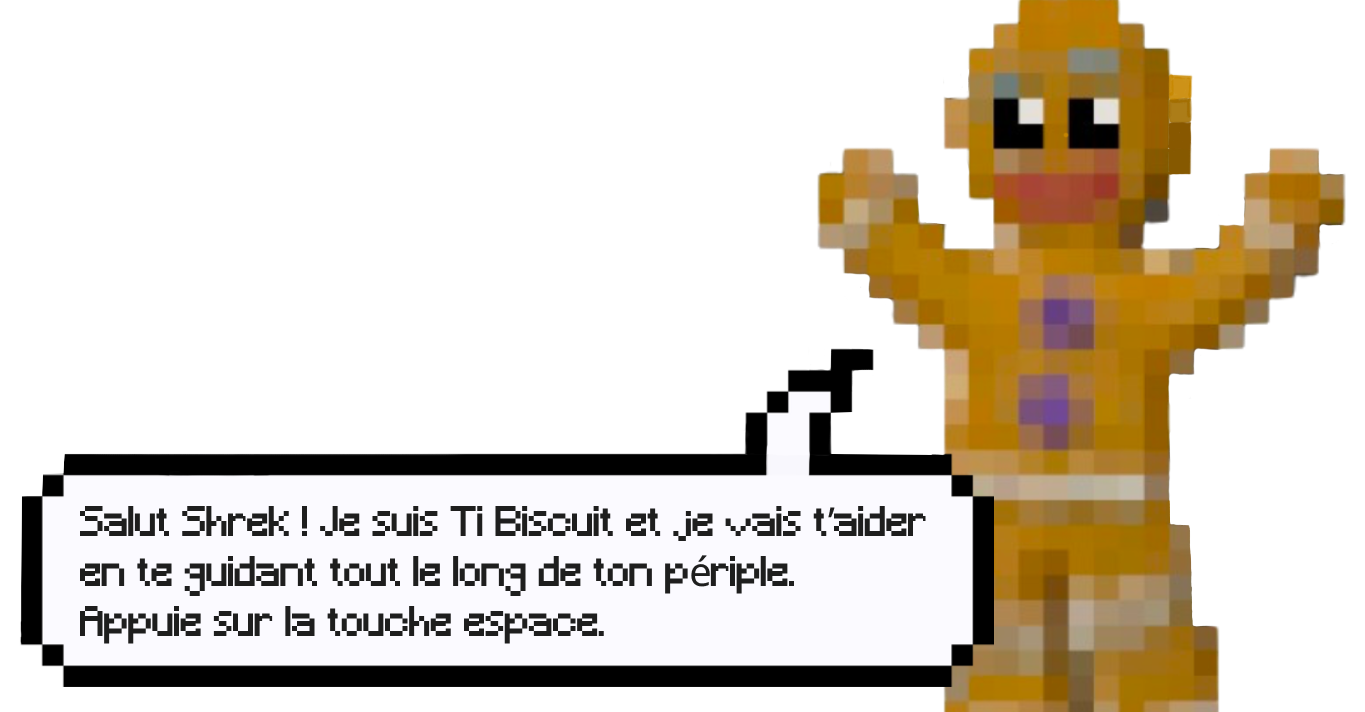 Salut Shrek ! Je suis Ti Biscuit et je vais t'aider
en te guidant tout le long de ton périple.
Appuie sur la touche espace.